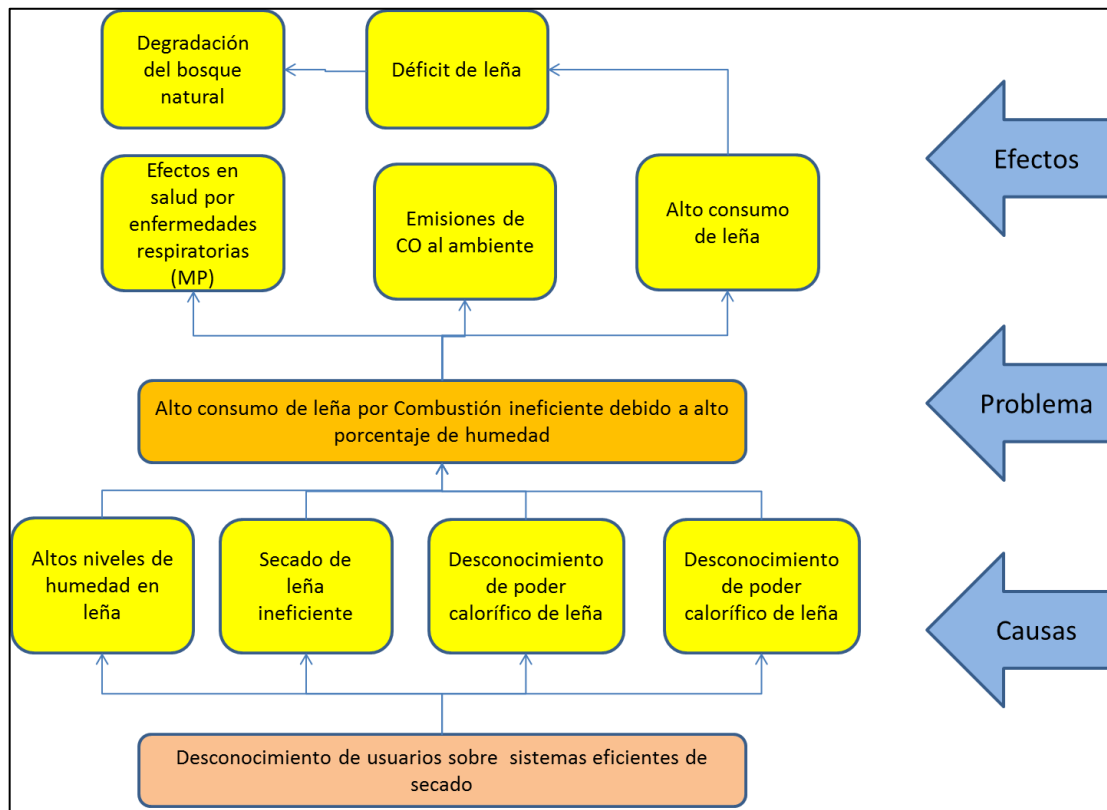 Degradación
del bosque
natural
Déficit de leña
Efectos
Efectos en
salud por
enfermedades
respiratorias
(MP)
Emisiones de
CO al ambiente
Alto consumo
de leña
Alto consumo de leña por Combustión ineficiente debido a alto
porcentaje de humedad
Problema
Altos niveles de
humedad en
leña
Secado de
leña
ineficiente
Desconocimiento
de poder
calorífico de leña
Desconocimiento
de poder
calorífico de leña
Causas
Desconocimiento de usuarios sobre sistemas eficientes de
secado